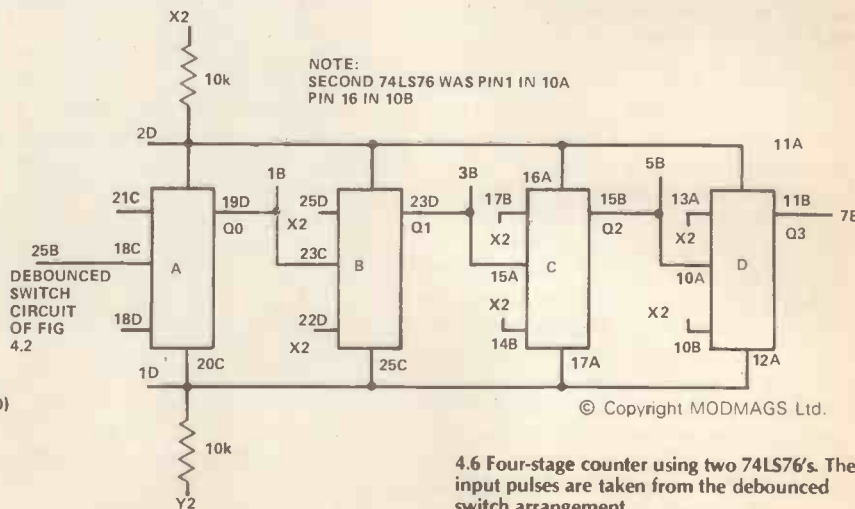 X2
10k
NOTE:
SECOND 74LS76 WAS PIN1 IN 10A
PIN 16 IN 10B
2D
11A
1B
3B
5B
16A
21C
19D
25D
23D
17B
15B
13A
11B
7B
X2
Q0
X2
Q1
X2
Q2
X2
Q3
25B
18C
A
23C
B
15A
C
10A
D
DEBOUNCED
SWITCH
CIRCUIT
OF FIG
4.2
18D
22D
X2
X2
14B
X2
10B
1D
20C
25C
17A
12A
10k
Y2
© Copyright MODMAGS Ltd.
4.6 Four-stage counter using two 74LS76's. The
input pulses are taken from the debounced
switch arrangement